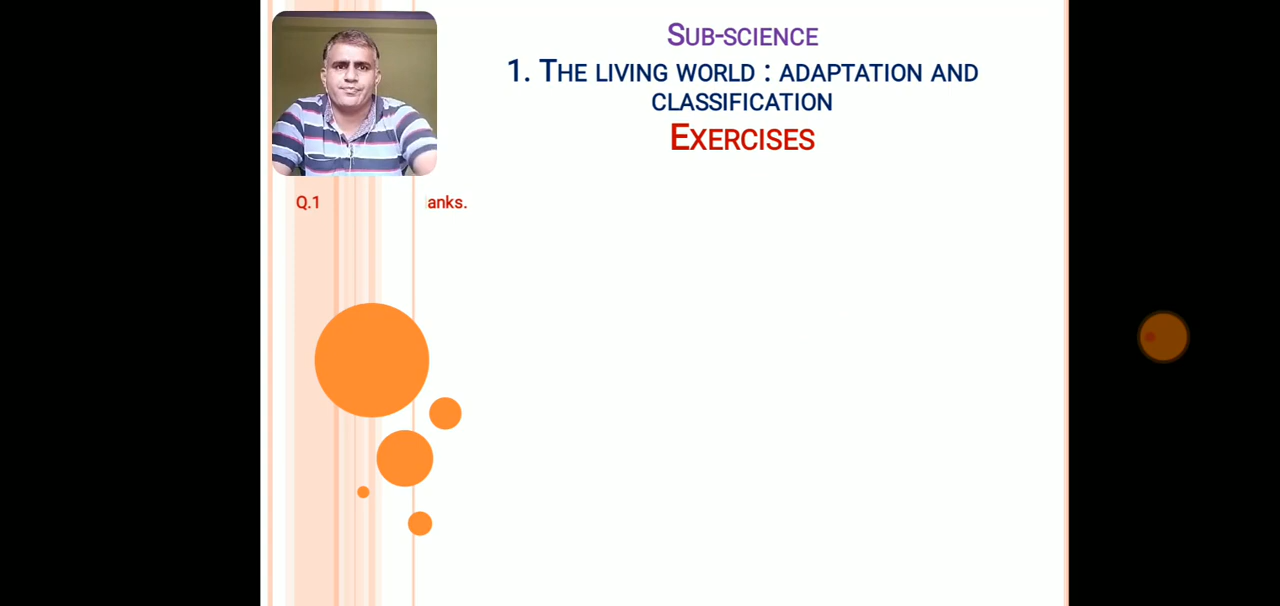 SUB-SCIENCE
1. THE LIVING WORLD : ADAPTATION AND
CLASSIFICATION
EXERCISES
Q.1 anks.